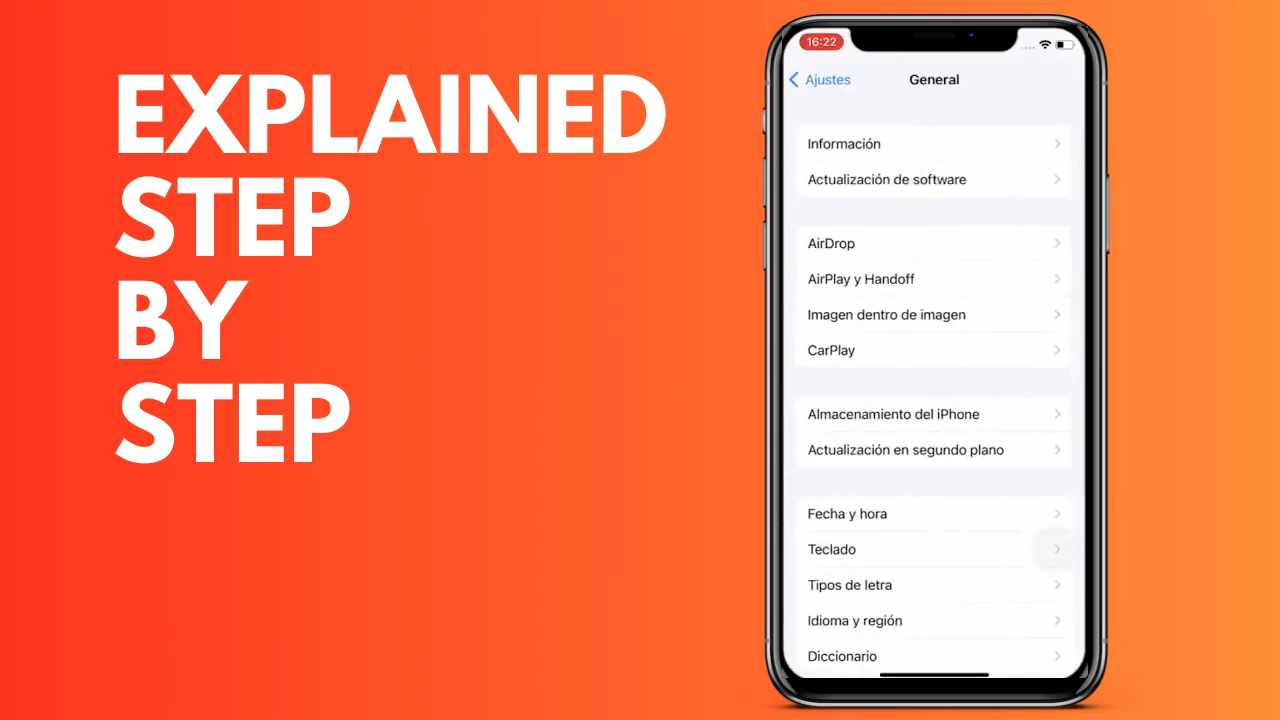 EXPLAINED
STEP
BY
STEP
16:22
Ajustes
General
Información
Actualización de software
AirDrop
AirPlay y Handoff
Imagen dentro de imagen
CarPlay
Almacenamiento del iPhone
Actualización en segundo plano
Fecha y hora
Teclado
Tipos de letra
Idioma y región
Diccionario